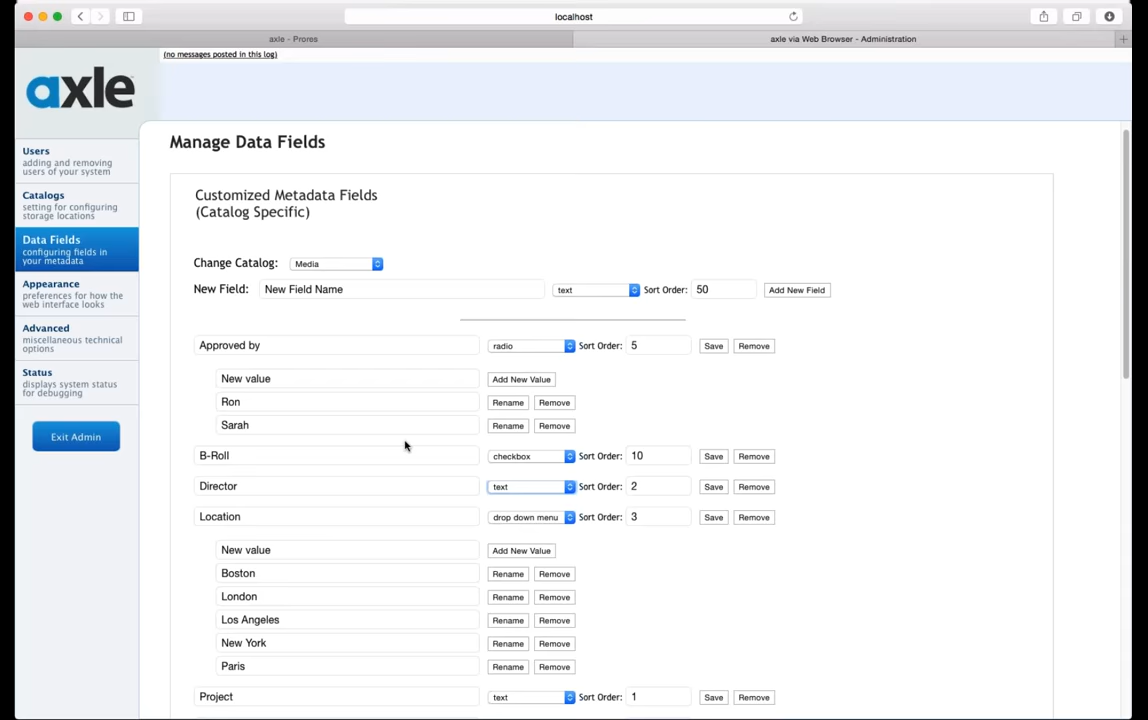 localhost
axle - Prores
axle via Web Browser - Administration
(no messages posted in this log)
axle
Manage Data Fields
Users
adding and removing
users of your system
Catalogs
setting for configuring
storage locations
Data Fields
configuring fields in
your metadata
Appearance
preferences for how the
web interface looks
Advanced
miscellaneous technical
options
Status
displays system status
for debugging
Exit Admin
Customized Metadata Fields
(Catalog Specific)
Change Catalog: Media
New Field: New Field Name text Sort Order: 50 Add New Field
Approved by radio Sort Order: 5 Save Remove
New value Add New Value
Ron Rename Remove
Sarah Rename Remove
B-Roll checkbox Sort Order: 10 Save Remove
Director text Sort Order: 2 Save Remove
Location drop down menu Sort Order: 3 Save Remove
New value Add New Value
Boston Rename Remove
London Rename Remove
Los Angeles Rename Remove
New York Rename Remove
Paris Rename Remove
Project text Sort Order: 1 Save Remove